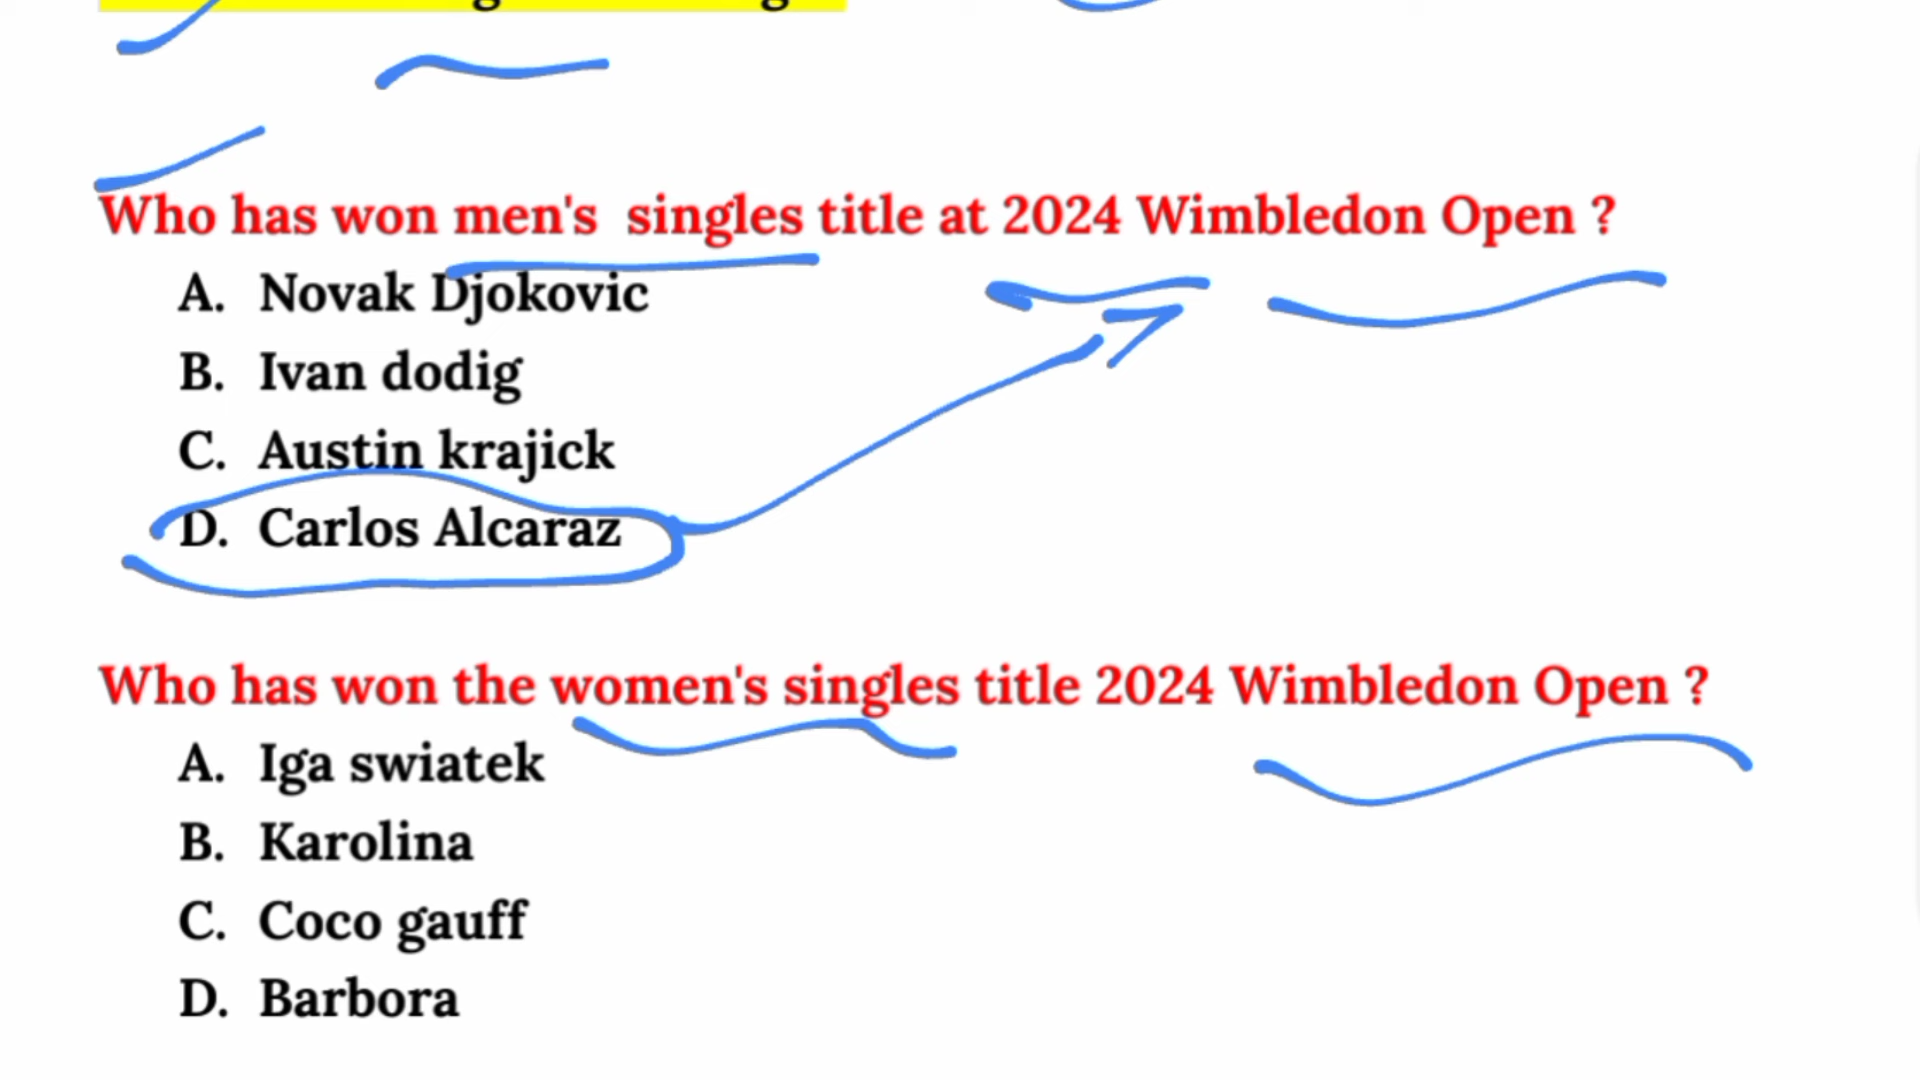 Who has won men's singles title at 2024 Wimbledon Open ?
A. Novak Djokovic
B. Ivan dodig
C. Austin krajick
D. Carlos Alcaraz
Who has won the women's singles title 2024 Wimbledon Open ?
A. Iga swiatek
B. Karolina
C. Coco gauff
D. Barbora